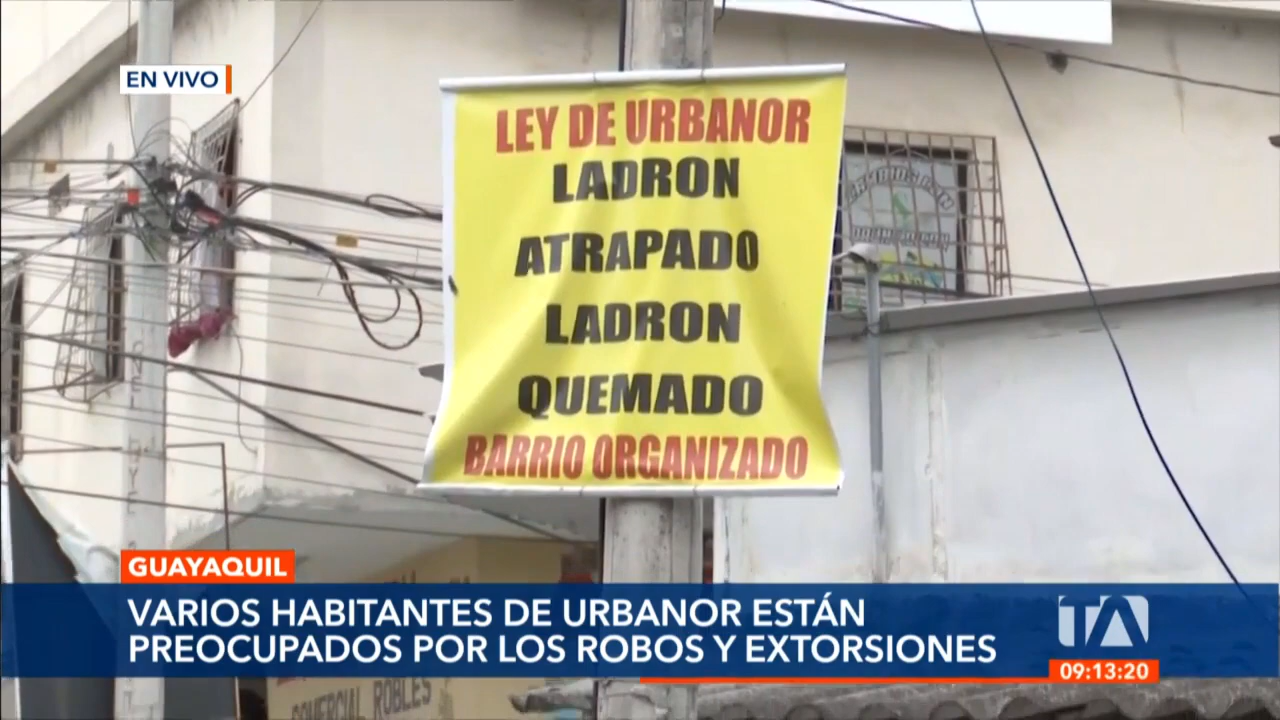 EN VIVO
LEY DE URBANOR
LADRON
ATRAPADO
LADRON
QUEMADO
BARRIO ORGANIZADO
GUAYAQUIL
VARIOS HABITANTES DE URBANOR ESTÁN
PREOCUPADOS POR LOS ROBOS Y EXTORSIONES
TA
09:13:20
COMERCIAL ROBLES